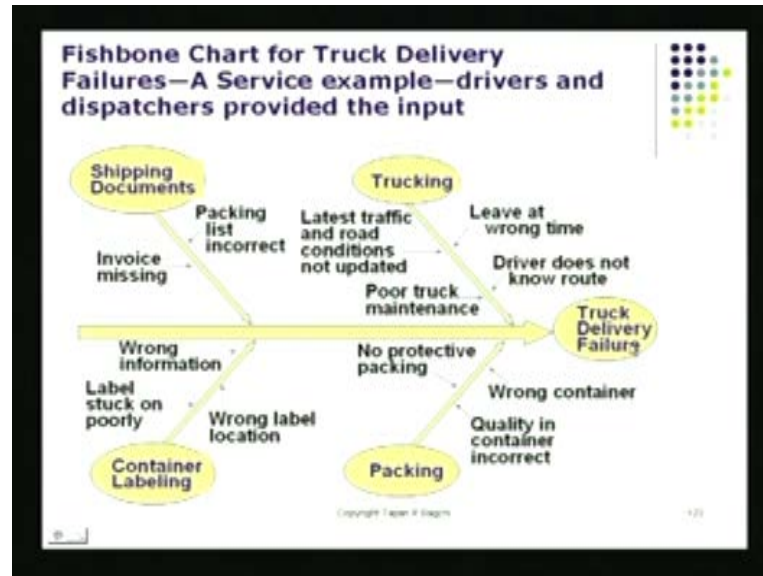 Fishbone Chart for Truck Delivery
Failures—A Service example—drivers and
dispatchers provided the input
Shipping
Documents
Packing
list
incorrect
Invoice
missing
Trucking
Latest traffic
and road
conditions
not updated
Leave at
wrong time
Driver does not
know route
Poor truck
maintenance
Truck
Delivery
Failure
Wrong
information
Label
stuck on
poorly
Wrong label
location
Container
Labeling
No protective
packing
Wrong container
Quality in
container
incorrect
Packing
Copyright Tapan P Bagchi